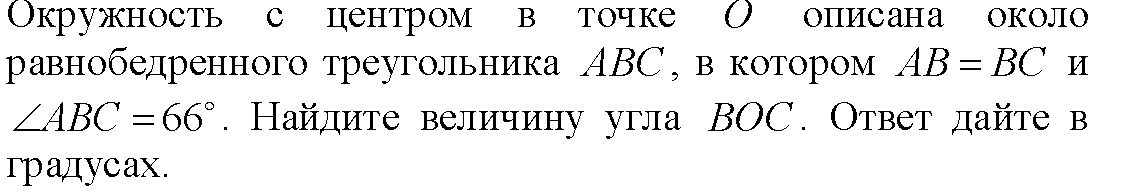 Окружность с центром в точке O описана около
равнобедренного треугольника ABC, в котором AB = BC и
∠ABC = 66°. Найдите величину угла BOC. Ответ дайте в
градусах.